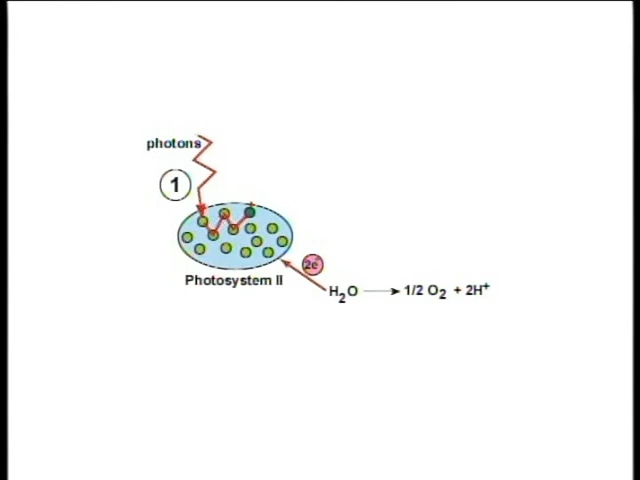 photons
1
+
Photosystem II
2e
H₂O → 1/2 O₂ + 2H⁺